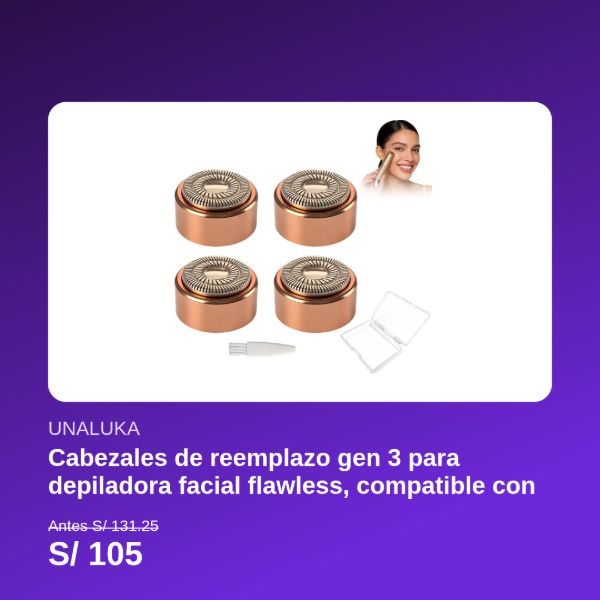 UNALUKA
Cabezales de reemplazo gen 3 para
depiladora facial flawless, compatible con
Antes S/ 131.25
S/ 105